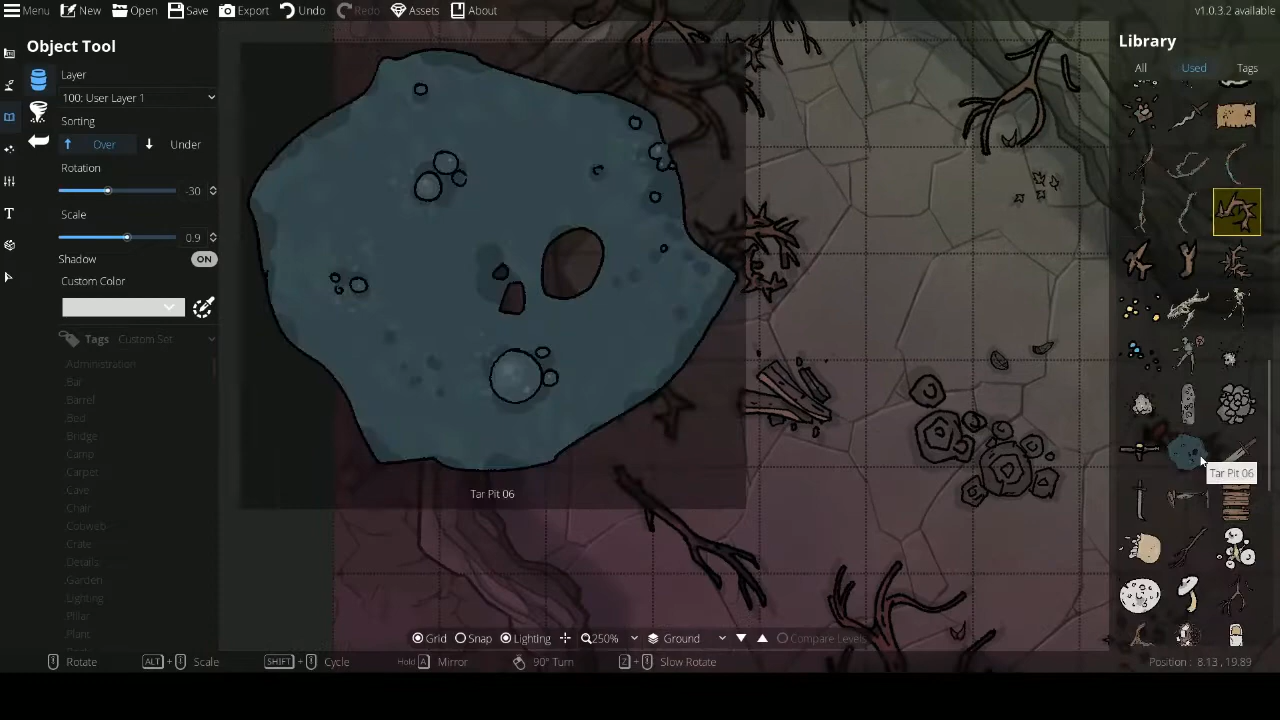 Menu New Open Save Export Undo Redo Assets About v1.0.3.2 available
Object Tool
Layer
100: User Layer 1
Sorting
Over Under
Rotation
-30
Scale
0.9
Shadow ON
Custom Color
Tags Custom Set
Administration
Bar
Barrel
Bed
Bridge
Camp
Carpet
Cave
Chair
Cobweb
Crate
Details
Garden
Lighting
Pillar
Plant
Tar Pit 06
Library
All Used Tags
Tar Pit 06
Grid Snap Lighting 250% Ground Compare Levels
Rotate ALT + Scale SHIFT + Cycle Hold A Mirror 90° Turn Z + Slow Rotate Position : 8.13, 19.89